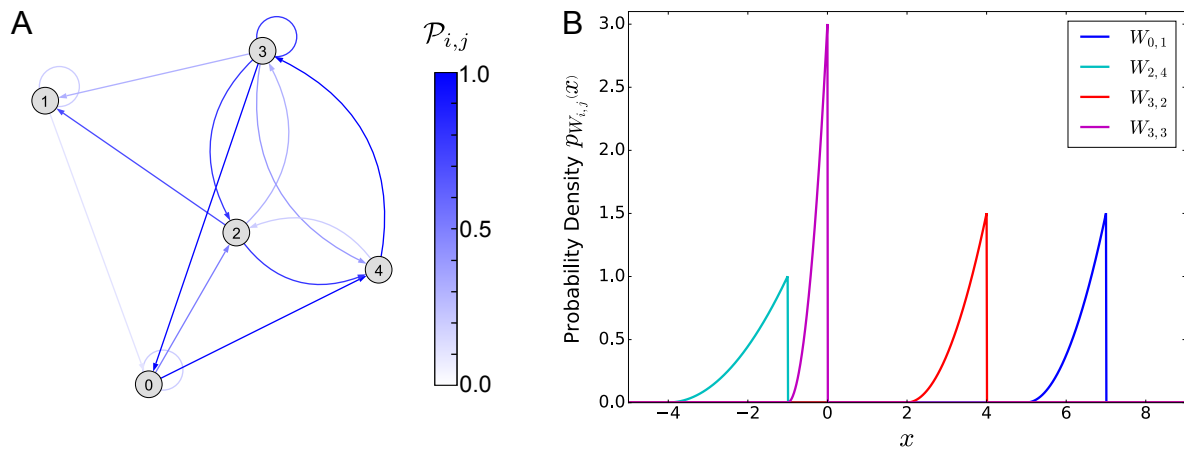 A
𝒫i,j
3
1
2
4
0
1.0
0.5
0.0
B
Probability Density pWi,j(x)
3.0
2.5
2.0
1.5
1.0
0.5
0.0
−4 −2 0 2 4 6 8
x
W0,1
W2,4
W3,2
W3,3